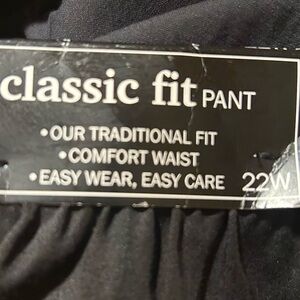 classic fit PANT
•OUR TRADITIONAL FIT
•COMFORT WAIST
•EASY WEAR, EASY CARE 22W